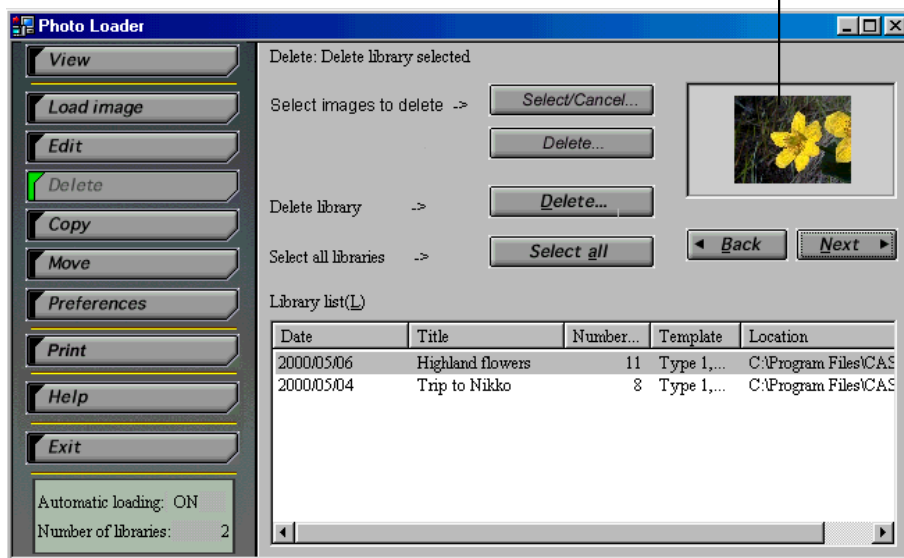 Photo Loader
View
Load image
Edit
Delete
Copy
Move
Preferences
Print
Help
Exit
Automatic loading: ON
Number of libraries: 2
Delete: Delete library selected
Select images to delete -> Select/Cancel...
Delete...
Delete library -> Delete...
Select all libraries -> Select all
Back Next
Library list(L)
Date Title Number... Template Location
2000/05/06 Highland flowers 11 Type 1,... C:\Program Files\CAS
2000/05/04 Trip to Nikko 8 Type 1,... C:\Program Files\CAS